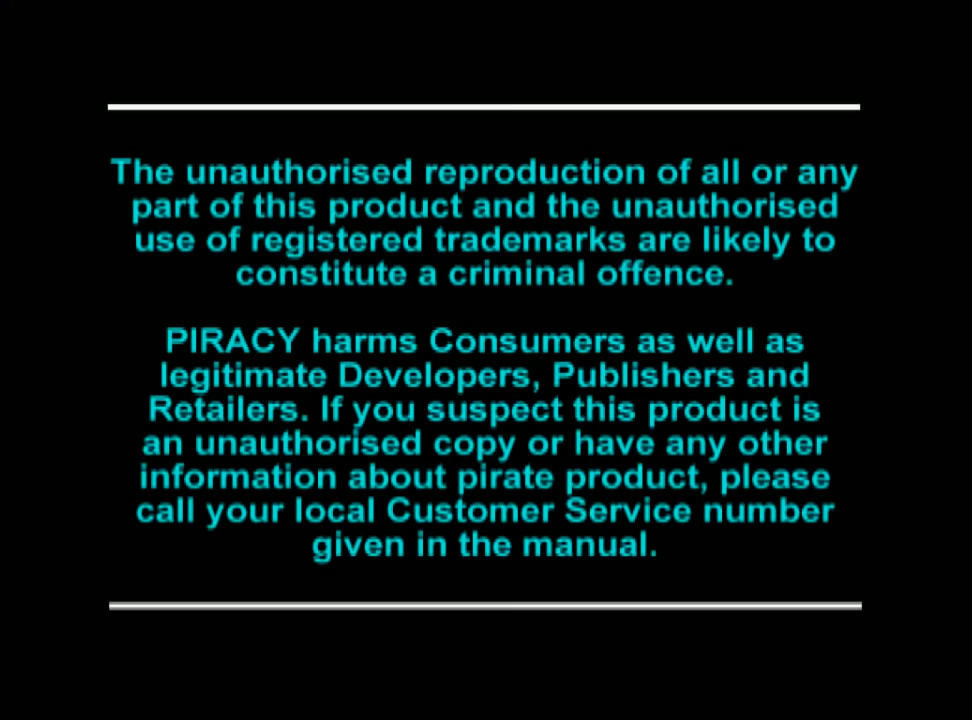 The unauthorised reproduction of all or any
part of this product and the unauthorised
use of registered trademarks are likely to
constitute a criminal offence.
PIRACY harms Consumers as well as
legitimate Developers, Publishers and
Retailers. If you suspect this product is
an unauthorised copy or have any other
information about pirate product, please
call your local Customer Service number
given in the manual.